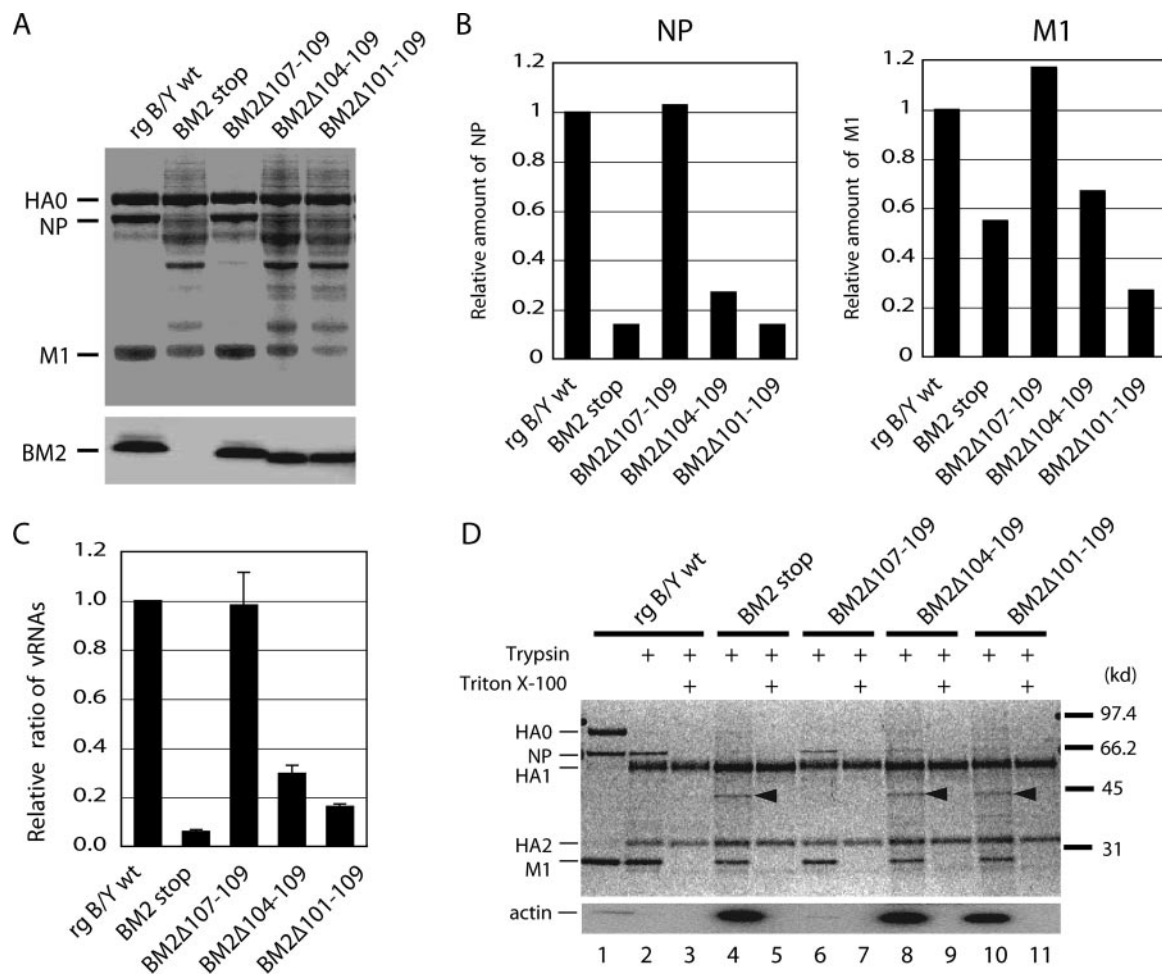 A
rg B/Y wt
BM2 stop
BM2Δ107-109
BM2Δ104-109
BM2Δ101-109
HA0
NP
M1
BM2
B
NP
Relative amount of NP
1.2
1
0.8
0.6
0.4
0.2
0
rg B/Y wt
BM2 stop
BM2Δ107-109
BM2Δ104-109
BM2Δ101-109
M1
Relative amount of M1
1.2
1
0.8
0.6
0.4
0.2
0
rg B/Y wt
BM2 stop
BM2Δ107-109
BM2Δ104-109
BM2Δ101-109
C
Relative ratio of vRNAs
1.2
1.0
0.8
0.6
0.4
0.2
0.0
rg B/Y wt
BM2 stop
BM2Δ107-109
BM2Δ104-109
BM2Δ101-109
D
rg B/Y wt
BM2 stop
BM2Δ107-109
BM2Δ104-109
BM2Δ101-109
Trypsin + + + + + + + + + +
Triton X-100 + + + + +
(kd)
HA0
NP
HA1
HA2
M1
97.4
66.2
45
31
actin
1 2 3 4 5 6 7 8 9 10 11